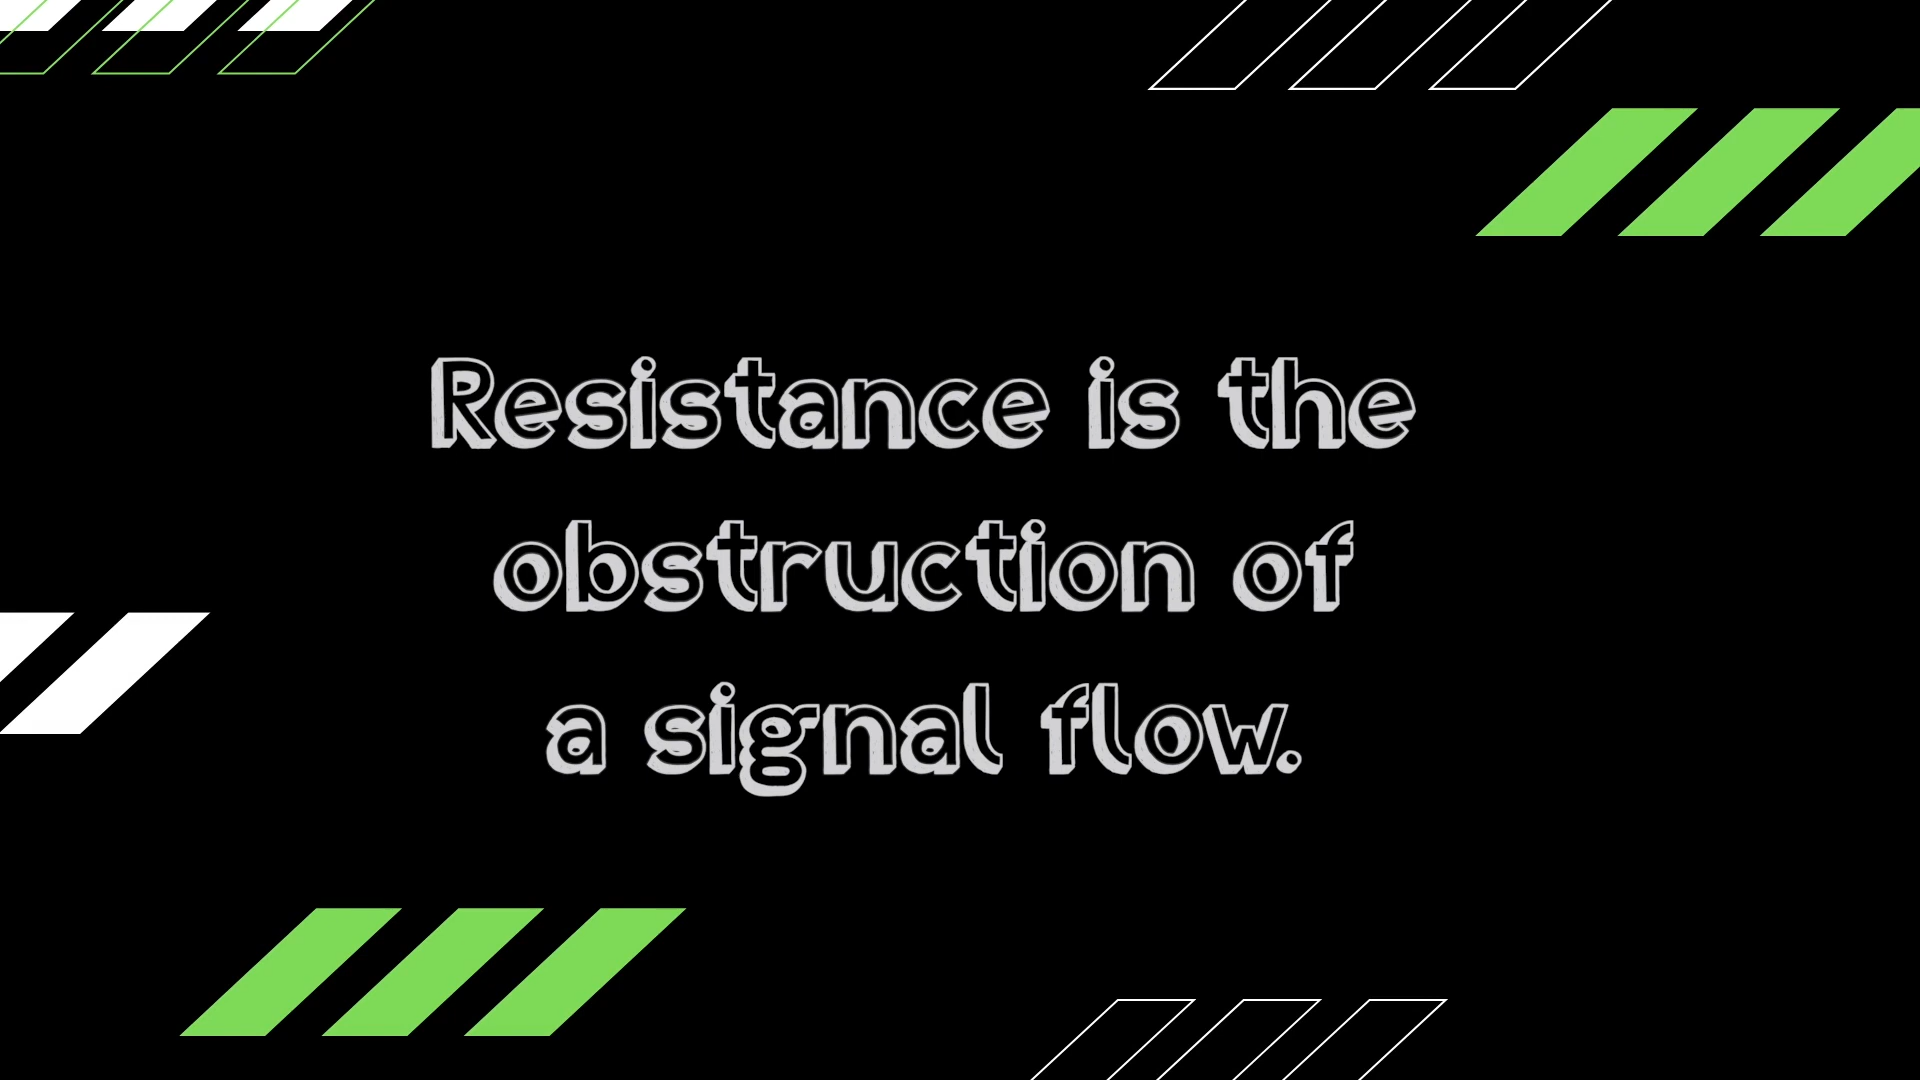 Resistance is the
obstruction of
a signal flow.